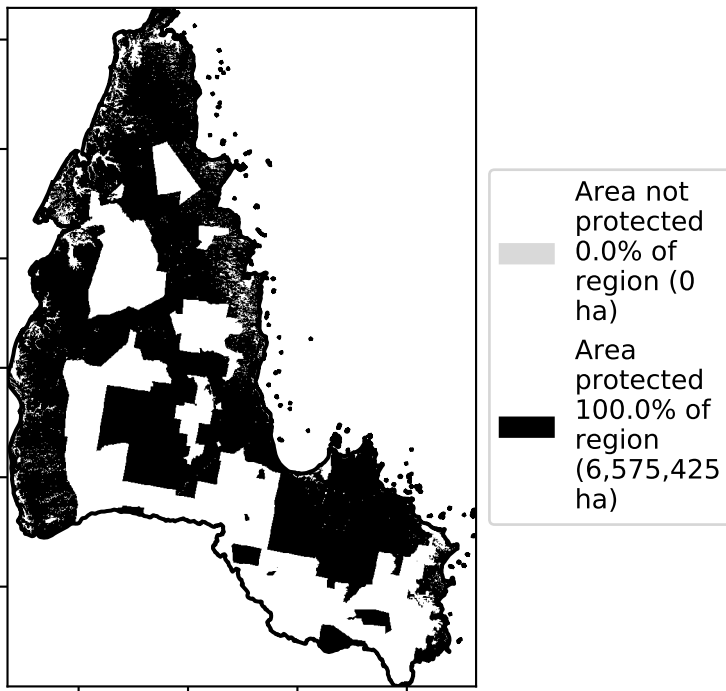 Area not
protected
0.0% of
region (0
ha)
Area
protected
100.0% of
region
(6,575,425
ha)